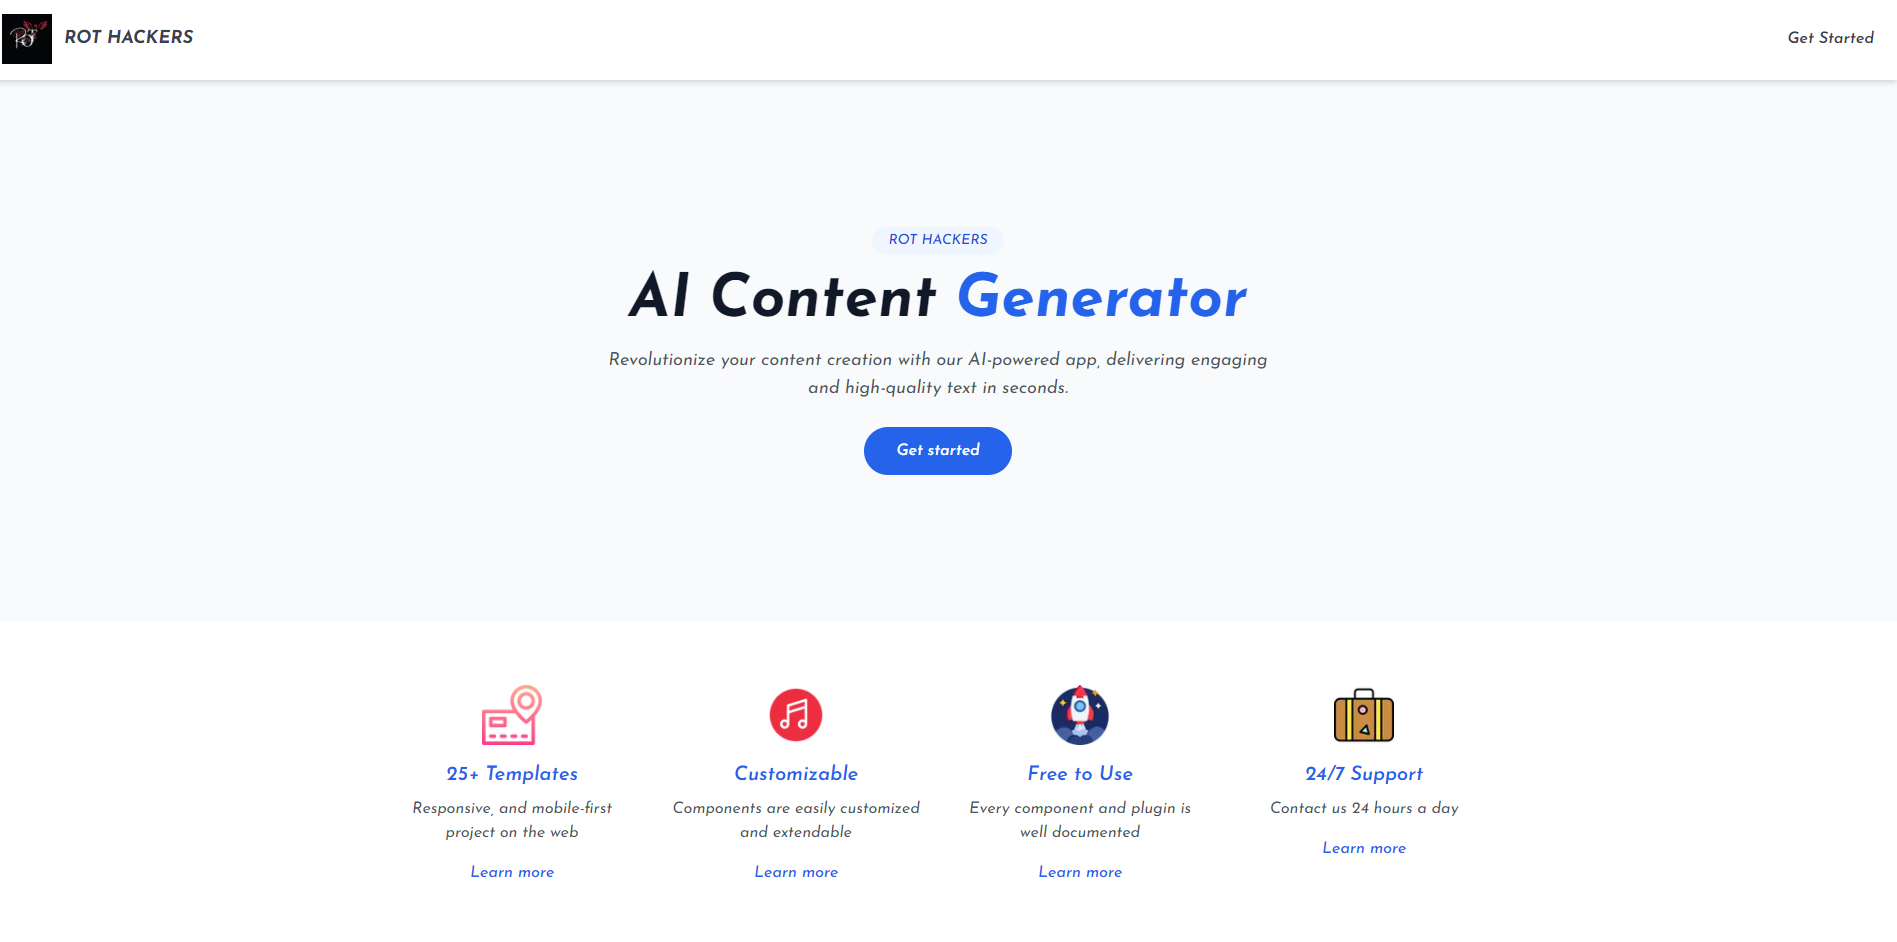 ROT
ROT HACKERS
Get Started
ROT HACKERS
AI Content Generator
Revolutionize your content creation with our AI-powered app, delivering engaging
and high-quality text in seconds.
Get started
25+ Templates
Responsive, and mobile-first
project on the web
Learn more
Customizable
Components are easily customized
and extendable
Learn more
Free to Use
Every component and plugin is
well documented
Learn more
24/7 Support
Contact us 24 hours a day
Learn more